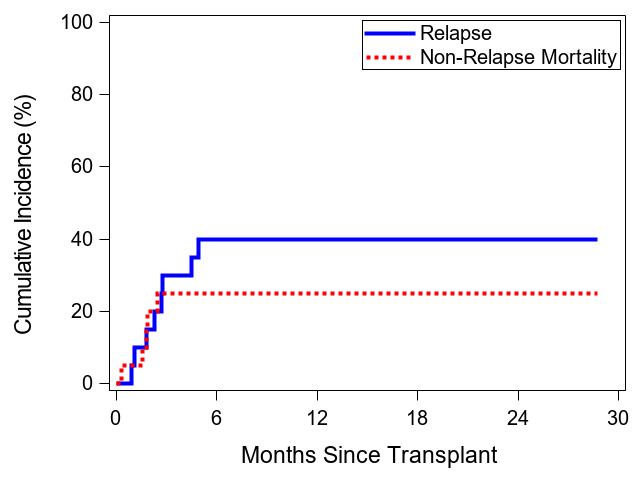 Relapse
Non-Relapse Mortality
Cumulative Incidence (%)
100
80
60
40
20
0
0 6 12 18 24 30
Months Since Transplant